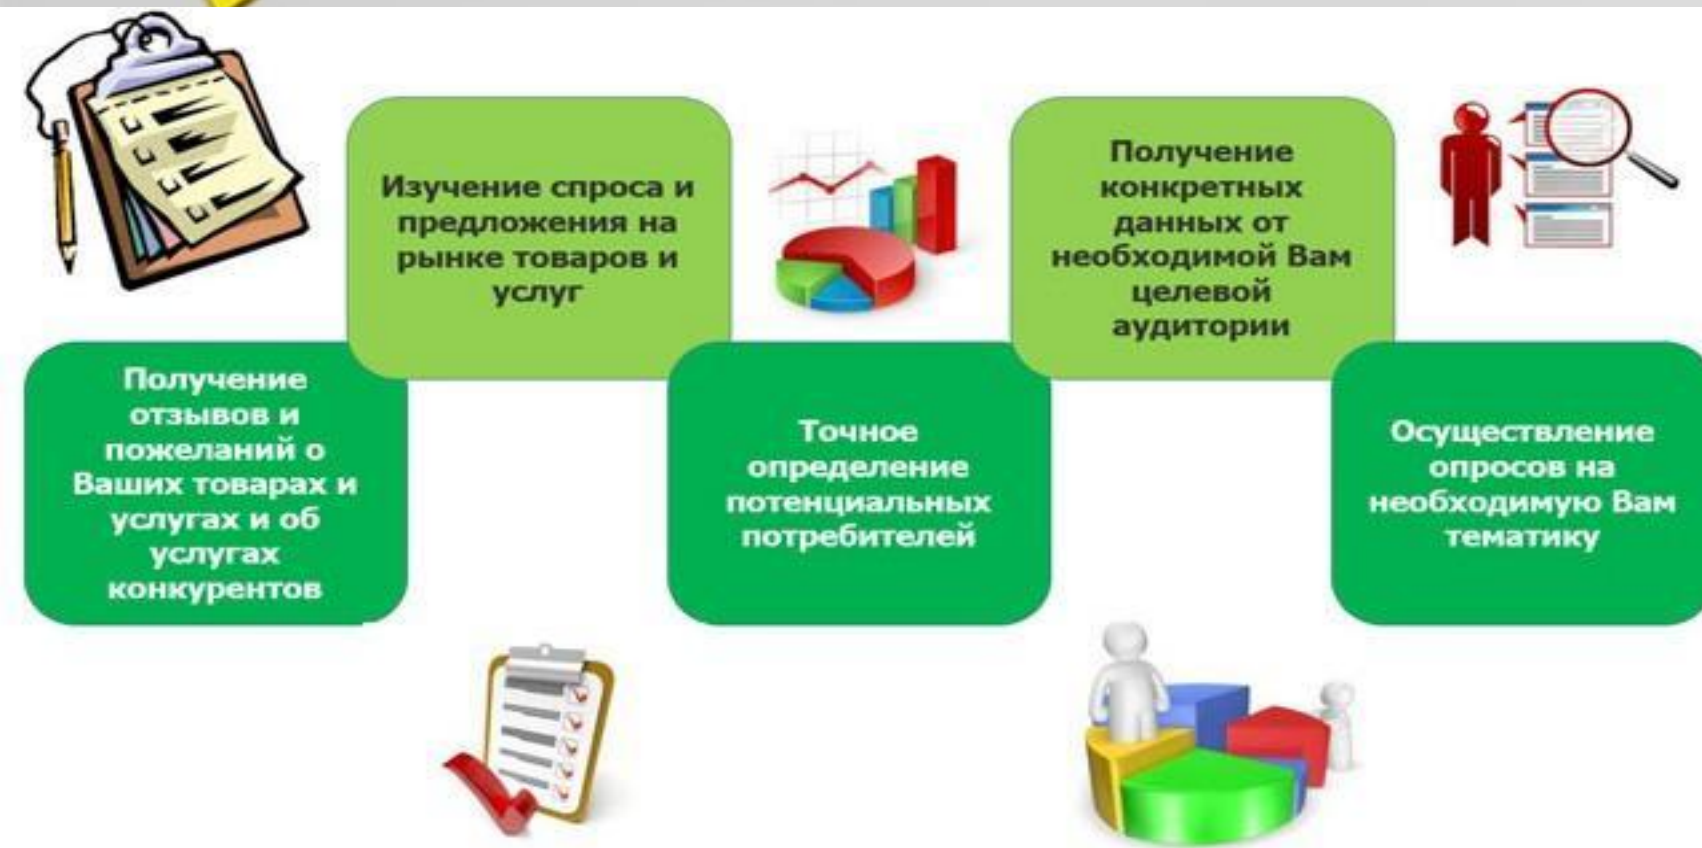 Получение
отзывов и
пожеланий о
Ваших товарах и
услугах и об
услугах
конкурентов
Изучение спроса и
предложения на
рынке товаров и
услуг
Точное
определение
потенциальных
потребителей
Получение
конкретных
данных от
необходимой Вам
целевой
аудитории
Осуществление
опросов на
необходимую Вам
тематику